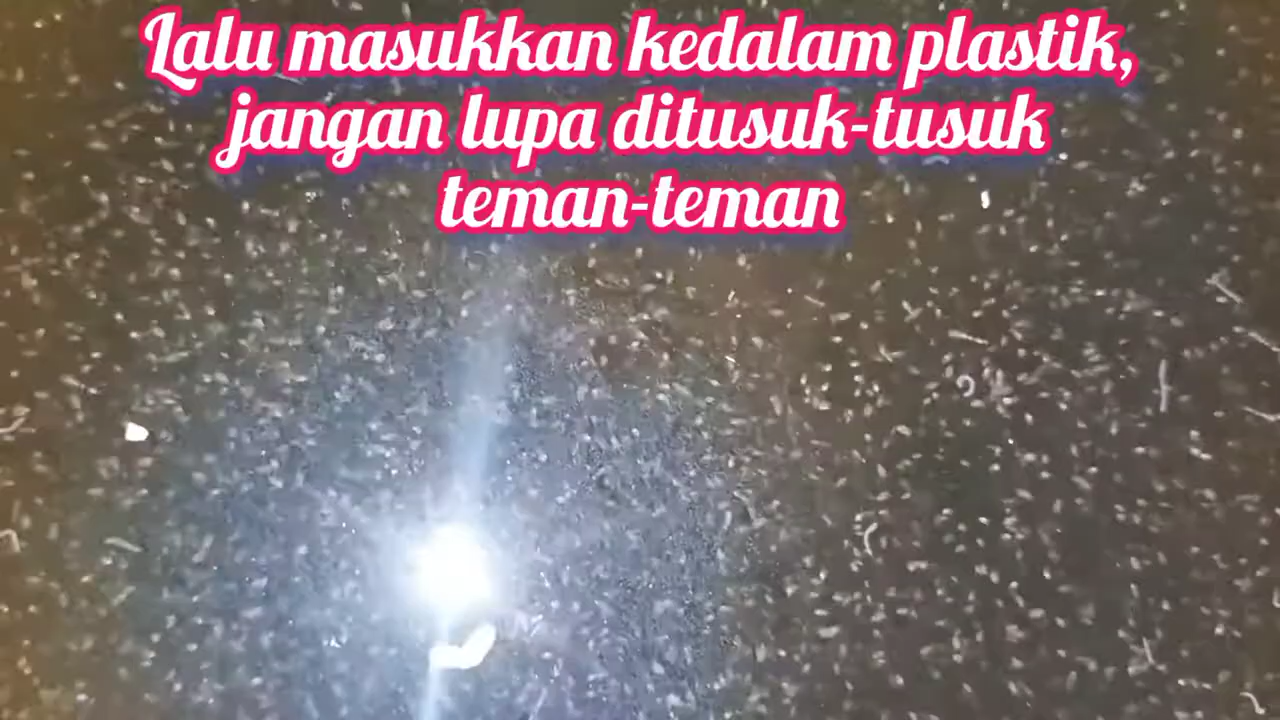 Lalu masukkan kedalam plastik,
jangan lupa ditusuk-tusuk
teman-teman